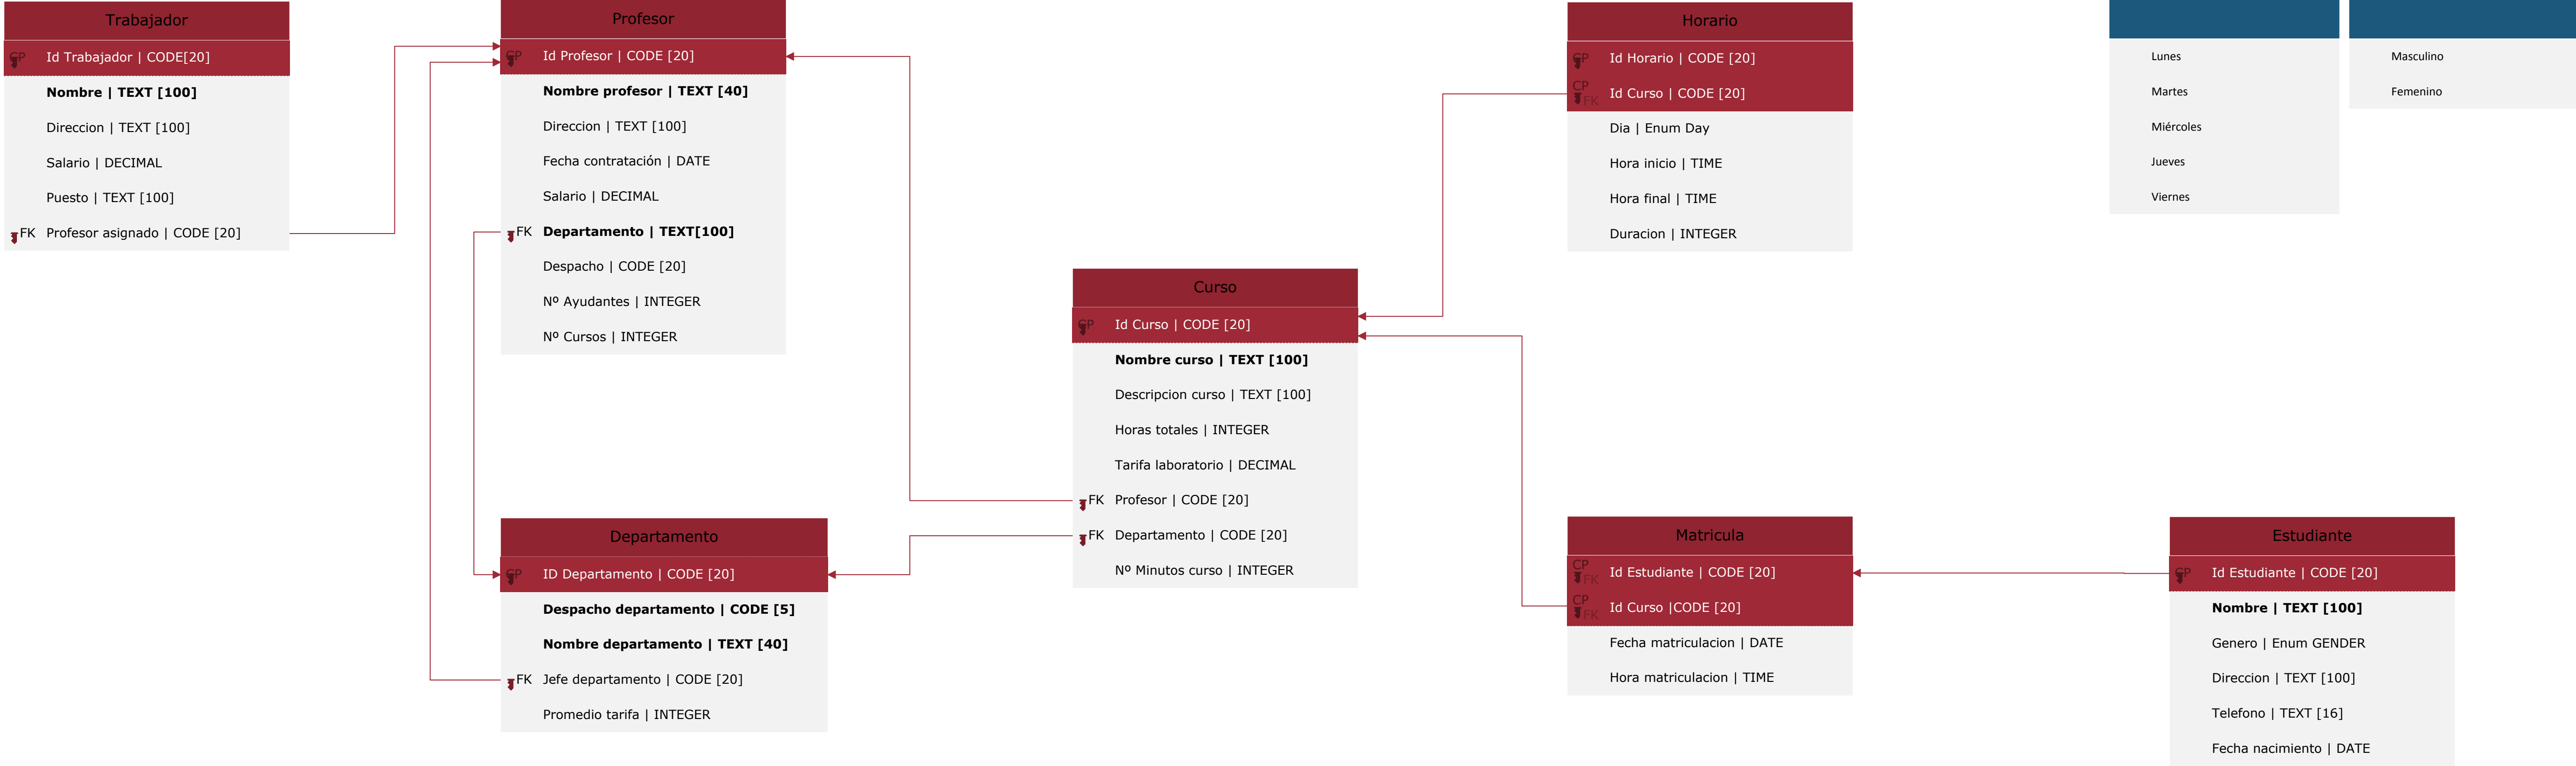 Trabajador
CP Id Trabajador | CODE[20]
Nombre | TEXT [100]
Direccion | TEXT [100]
Salario | DECIMAL
Puesto | TEXT [100]
FK Profesor asignado | CODE [20]
Profesor
CP Id Profesor | CODE [20]
Nombre profesor | TEXT [40]
Direccion | TEXT [100]
Fecha contratación | DATE
Salario | DECIMAL
FK Departamento | TEXT[100]
Despacho | CODE [20]
Nº Ayudantes | INTEGER
Nº Cursos | INTEGER
Departamento
CP ID Departamento | CODE [20]
Despacho departamento | CODE [5]
Nombre departamento | TEXT [40]
FK Jefe departamento | CODE [20]
Promedio tarifa | INTEGER
Curso
CP Id Curso | CODE [20]
Nombre curso | TEXT [100]
Descripcion curso | TEXT [100]
Horas totales | INTEGER
Tarifa laboratorio | DECIMAL
FK Profesor | CODE [20]
FK Departamento | CODE [20]
Nº Minutos curso | INTEGER
Horario
CP Id Horario | CODE [20]
CP FK Id Curso | CODE [20]
Dia | Enum Day
Hora inicio | TIME
Hora final | TIME
Duracion | INTEGER
Matricula
CP FK Id Estudiante | CODE [20]
CP FK Id Curso |CODE [20]
Fecha matriculacion | DATE
Hora matriculacion | TIME
Lunes
Martes
Miércoles
Jueves
Viernes
Masculino
Femenino
Estudiante
CP Id Estudiante | CODE [20]
Nombre | TEXT [100]
Genero | Enum GENDER
Direccion | TEXT [100]
Telefono | TEXT [16]
Fecha nacimiento | DATE